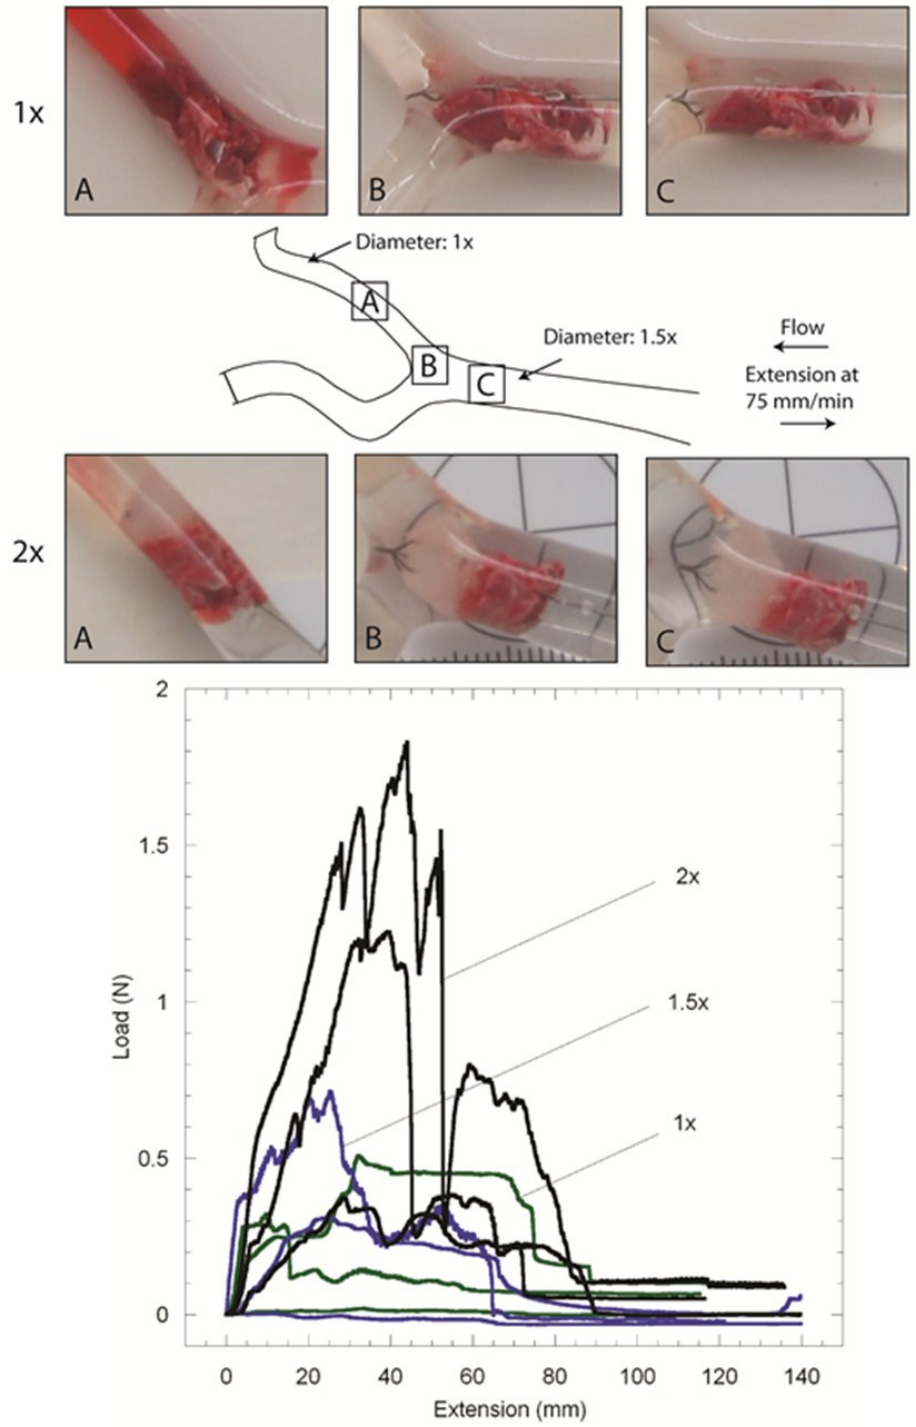 1x
A
B
C
Diameter: 1x
A
Diameter: 1.5x
Flow
B
C
Extension at
75 mm/min
2x
A
B
C
2
1.5
1
0.5
0
Load (N)
2x
1.5x
1x
0 20 40 60 80 100 120 140
Extension (mm)